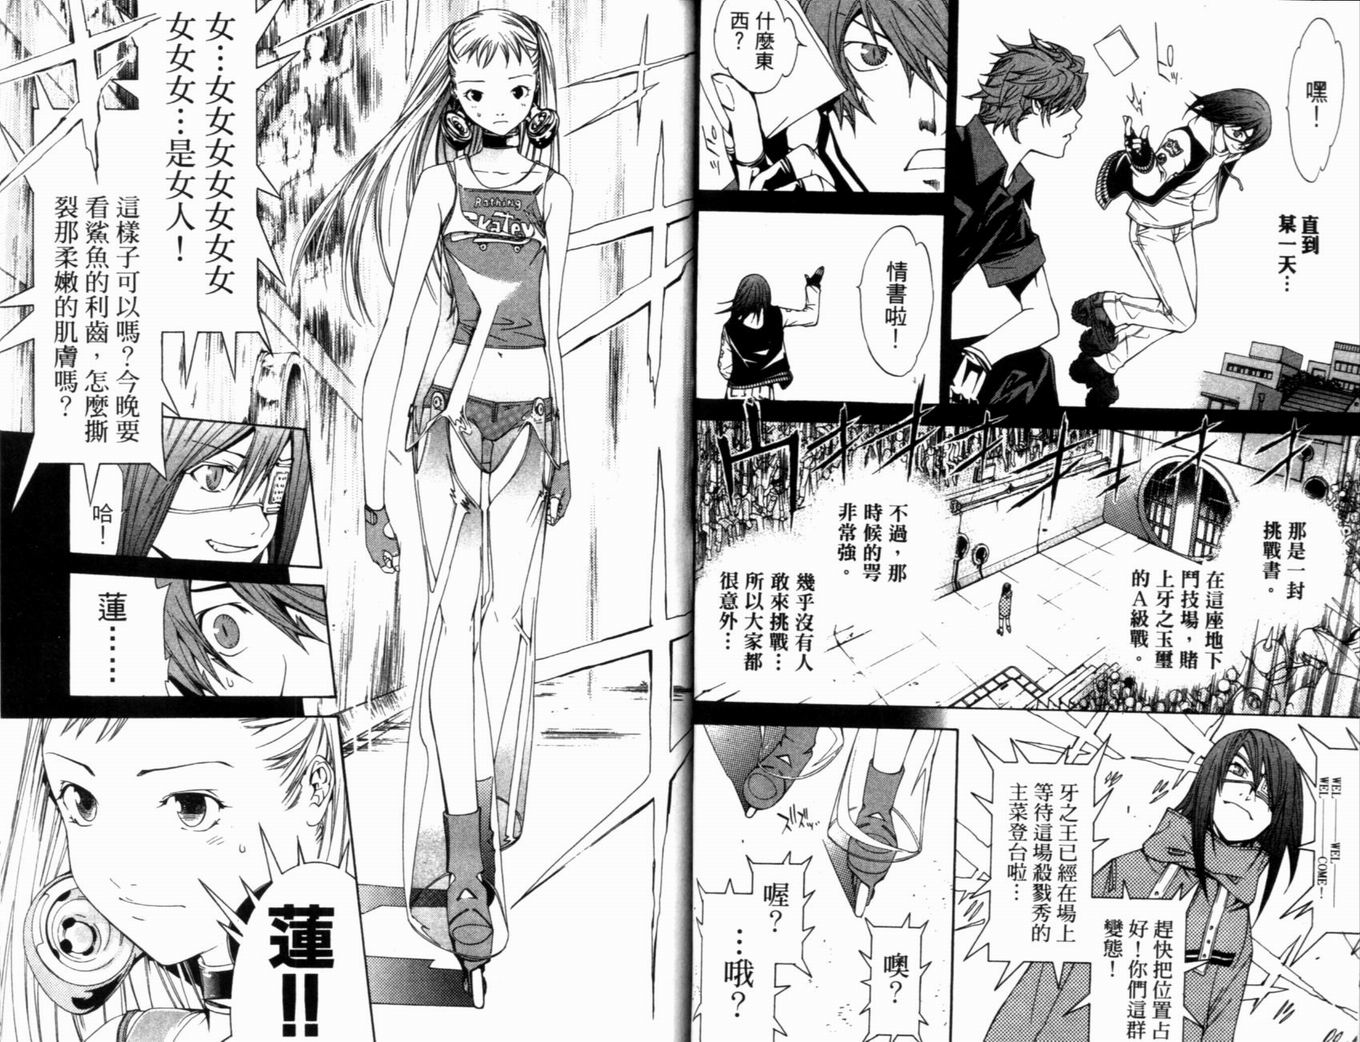 嘿！
直到
某一天…
什麼東
西？
情書啦！
那是一封
挑戰書。
在這座地下
鬥技場，賭
上牙之玉璽
的A級戰。
不過，那
時候的咢
非常強。
幾乎沒有人
敢來挑戰…
所以大家都
很意外…
WEL
WEL
WEL
COME！
趕快把位置占
好！你們這群
變態！
牙之王已經在場上
等待這場殺戮秀的
主菜登台啦…
噢？
喔？
…哦？
女…女女女女女女女
女女女…是女人！
Rathing
skatey
這樣子可以嗎？今晚要
看鯊魚的利齒，怎麼撕
裂那柔嫩的肌膚嗎？
哈！
蓮……
蓮！！